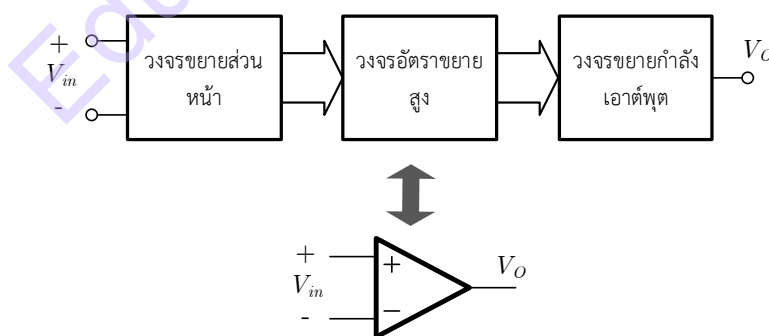 +
V_in
-
วงจรขยายส่วน
หน้า
วงจรอัตราขยาย
สูง
วงจรขยายกำลัง
เอาต์พุต
V_O
+
V_in
-
+
−
V_O